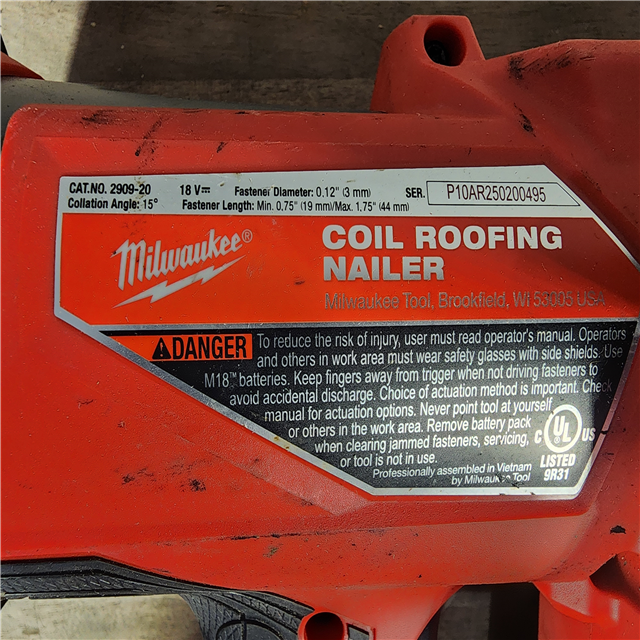 CAT.NO. 2909-20 18 V⎓ Fastener Diameter: 0.12" (3 mm) SER. P10AR250200495
Collation Angle: 15° Fastener Length: Min. 0.75" (19 mm)/Max. 1.75" (44 mm)
Milwaukee®
COIL ROOFING
NAILER
Milwaukee Tool, Brookfield, WI 53005 USA
DANGER To reduce the risk of injury, user must read operator's manual. Operators
and others in work area must wear safety glasses with side shields. Use
M18™ batteries. Keep fingers away from trigger when not driving fasteners to
avoid accidental discharge. Choice of actuation method is important. Check
manual for actuation options. Never point tool at yourself
or others in the work area. Remove battery pack
when clearing jammed fasteners, servicing,
or tool is not in use.
Professionally assembled in Vietnam
by Milwaukee Tool
C UL US
LISTED
9R31